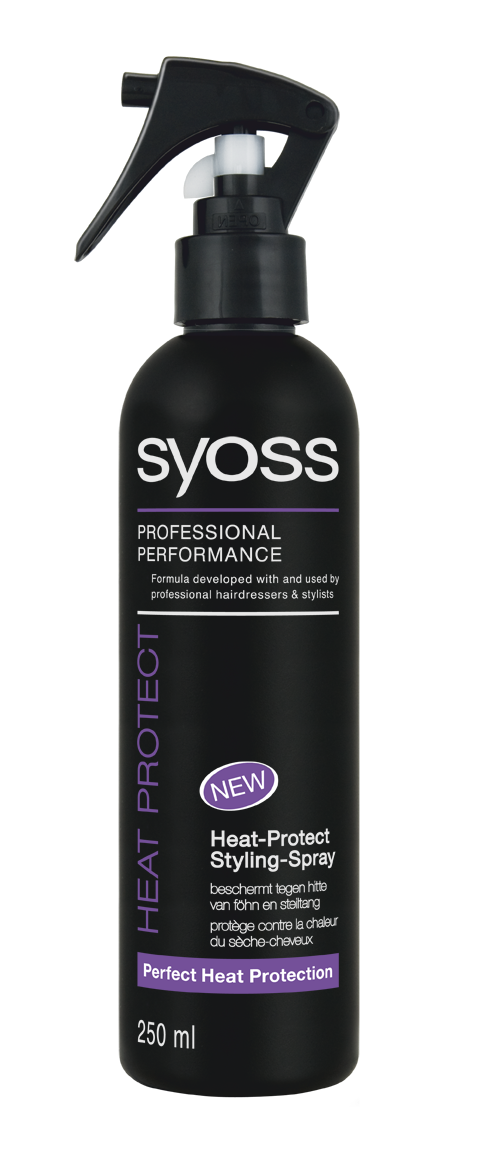 OPEN
syoss
PROFESSIONAL
PERFORMANCE
Formula developed with and used by
professional hairdressers & stylists
HEAT PROTECT
NEW
Heat-Protect
Styling-Spray
beschermt tegen hitte
van föhn en steiltang
protège contre la chaleur
du sèche-cheveux
Perfect Heat Protection
250 ml